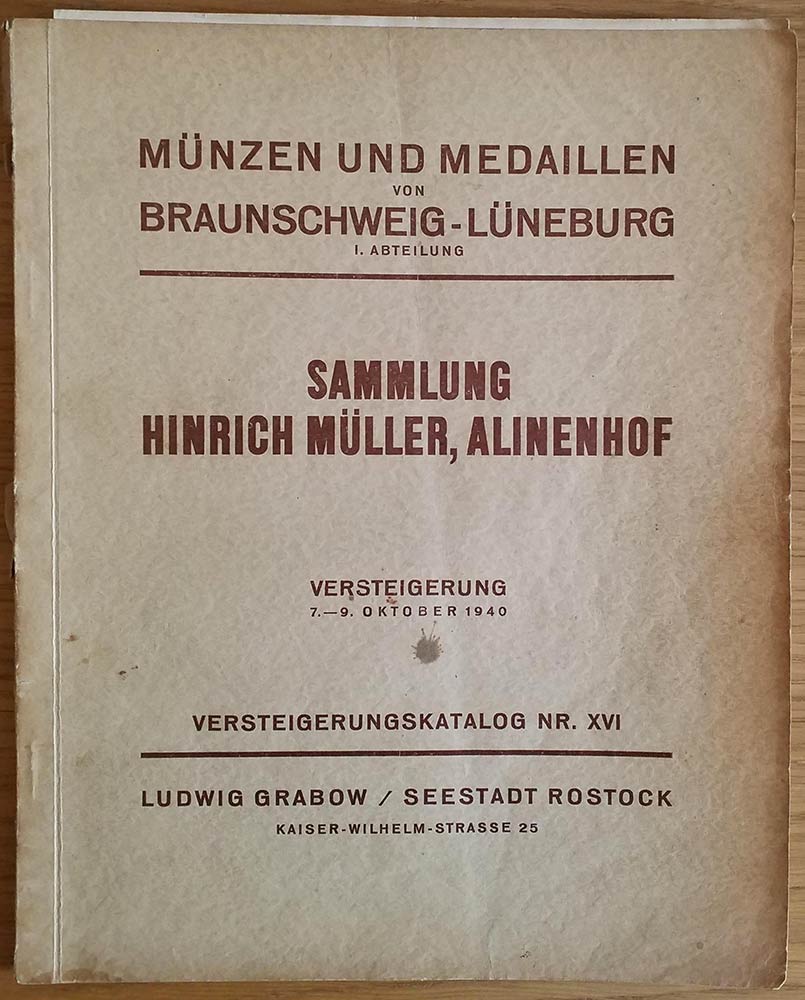 MÜNZEN UND MEDAILLEN
VON
BRAUNSCHWEIG-LÜNEBURG
I. ABTEILUNG
SAMMLUNG
HINRICH MÜLLER, ALINENHOF
VERSTEIGERUNG
7.—9. OKTOBER 1940
VERSTEIGERUNGSKATALOG NR. XVI
LUDWIG GRABOW / SEESTADT ROSTOCK
KAISER-WILHELM-STRASSE 25